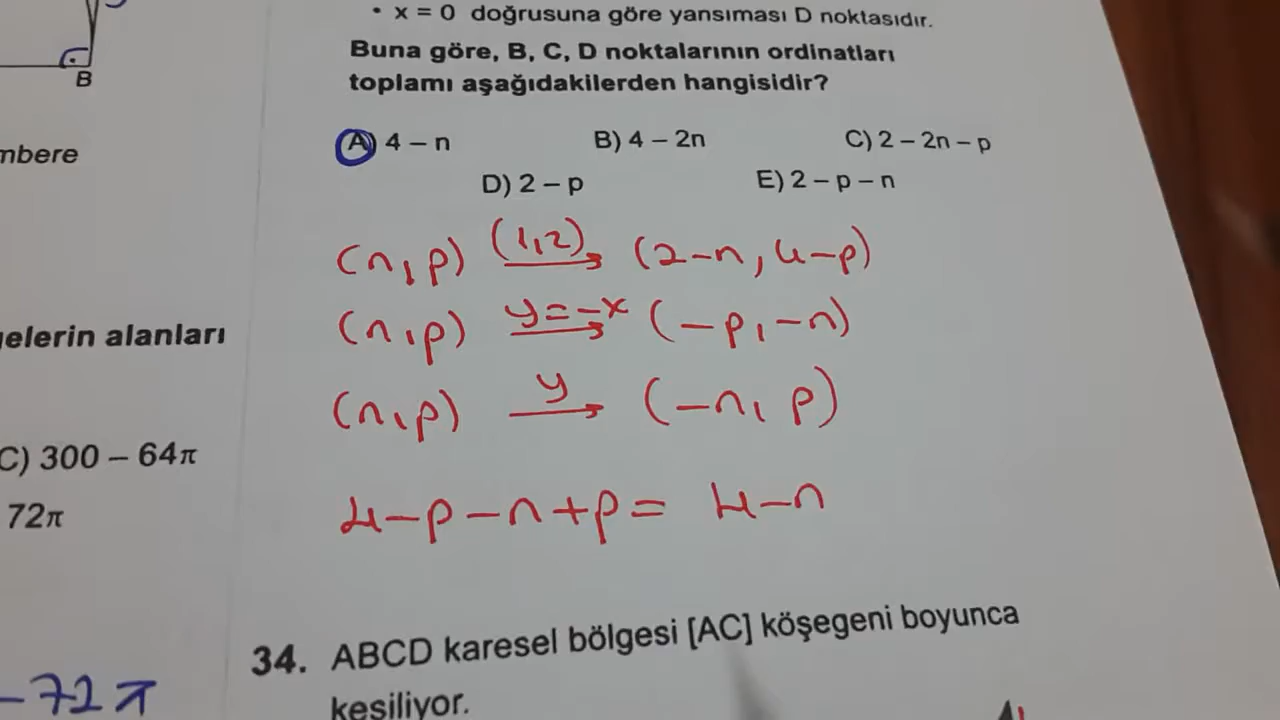 B
mbere
gelerin alanları
C) 300 – 64π
72π
–72π
• x = 0 doğrusuna göre yansıması D noktasıdır.
Buna göre, B, C, D noktalarının ordinatları
toplamı aşağıdakilerden hangisidir?
A) 4 – n B) 4 – 2n C) 2 – 2n – p
D) 2 – p E) 2 – p – n
(n,p) (1,2) (2-n, 4-p)
(n,p) y=-x (-p,-n)
(n,p) y (-n, p)
4-p-n+p= 4-n
34. ABCD karesel bölgesi [AC] köşegeni boyunca
kesiliyor.